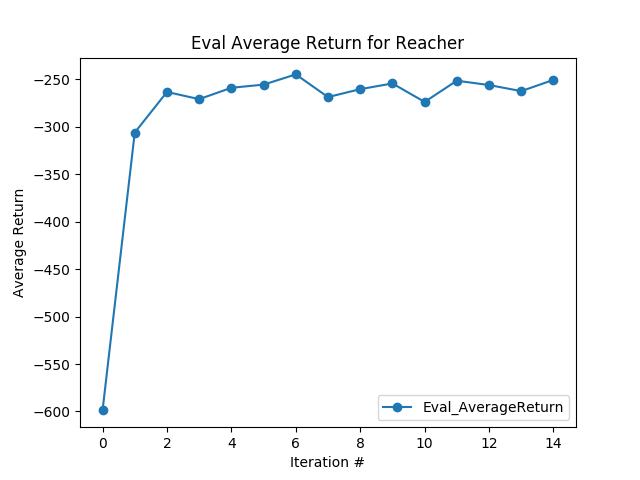 Eval Average Return for Reacher
Average Return
−250
−300
−350
−400
−450
−500
−550
−600
Eval_AverageReturn
0 2 4 6 8 10 12 14
Iteration #